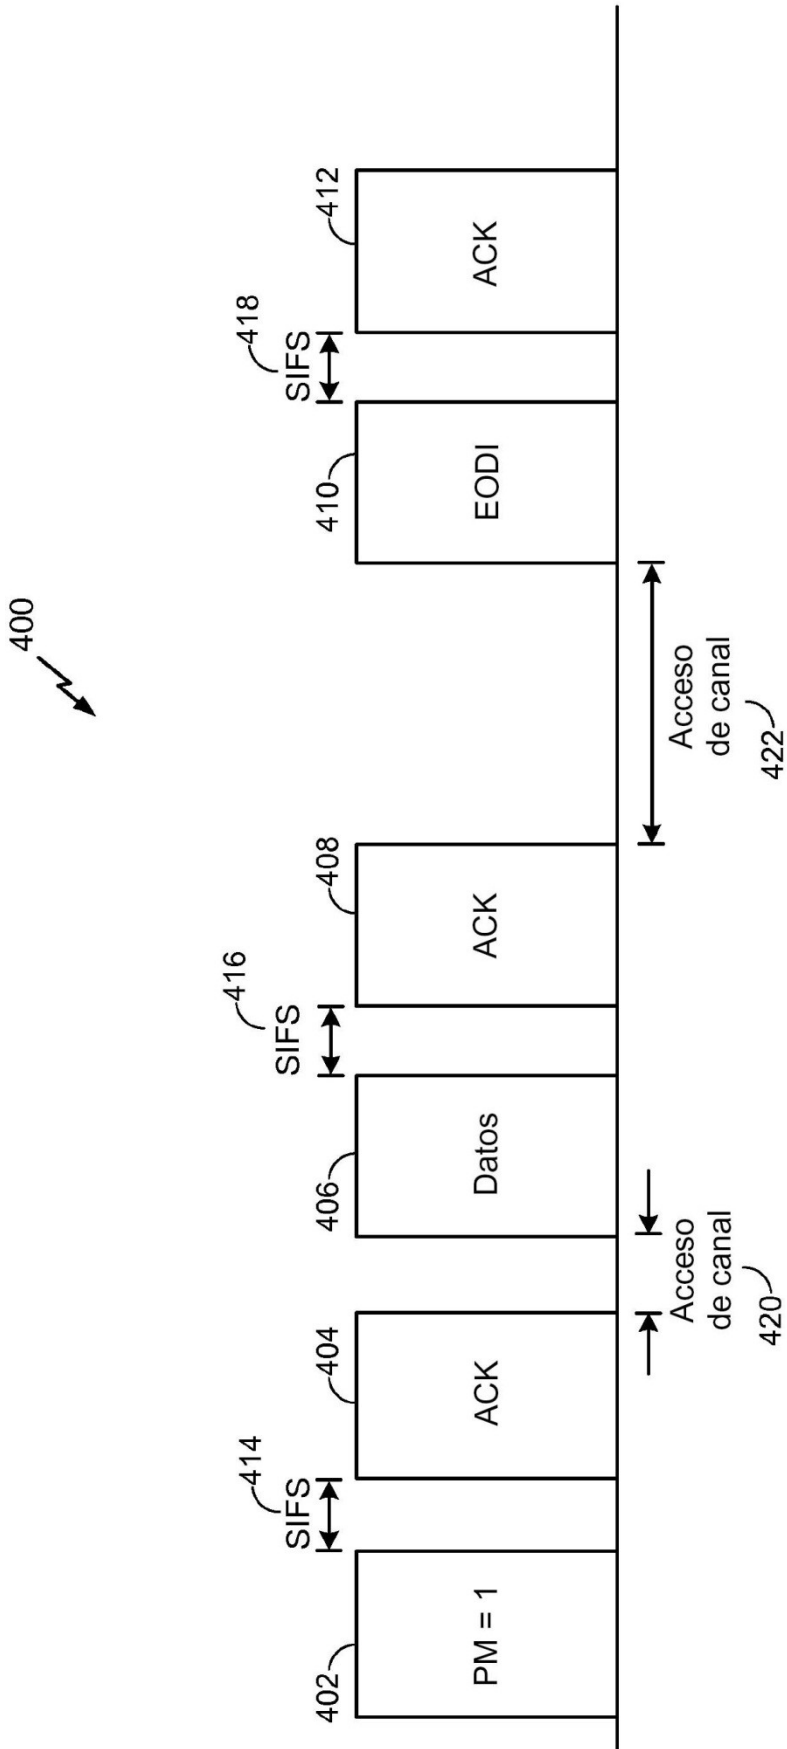 400
402
PM = 1
414
SIFS
404
ACK
Acceso
de canal
420
406
Datos
416
SIFS
408
ACK
Acceso
de canal
422
410
EODI
418
SIFS
412
ACK